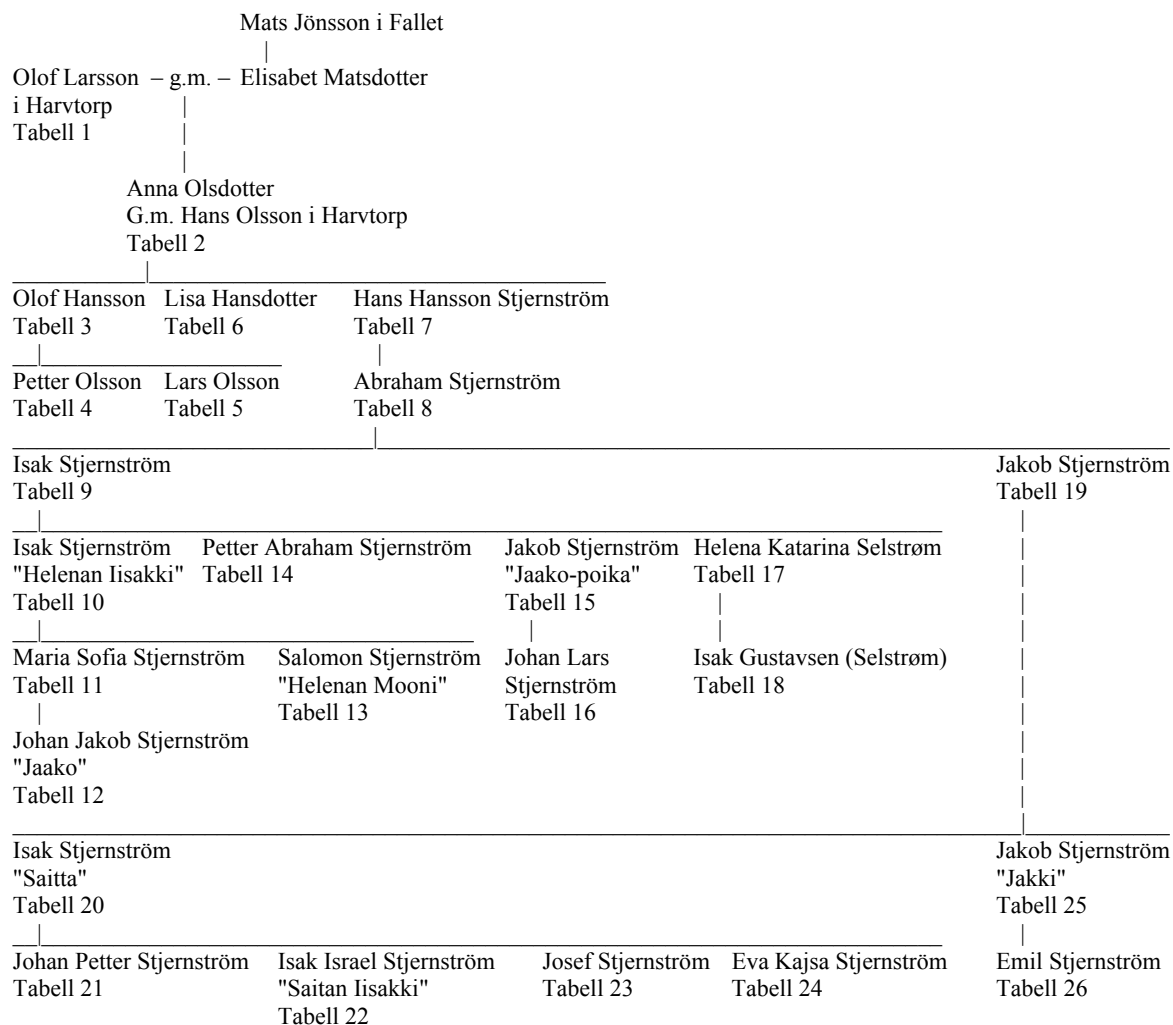 Mats Jönsson i Fallet
Olof Larsson – g.m. – Elisabet Matsdotter
i Harvtorp
Tabell 1
Anna Olsdotter
G.m. Hans Olsson i Harvtorp
Tabell 2
Olof Hansson Lisa Hansdotter Hans Hansson Stjernström
Tabell 3 Tabell 6 Tabell 7
Petter Olsson Lars Olsson Abraham Stjernström
Tabell 4 Tabell 5 Tabell 8
Isak Stjernström Jakob Stjernström
Tabell 9 Tabell 19
Isak Stjernström Petter Abraham Stjernström Jakob Stjernström Helena Katarina Selstrøm
"Helenan Iisakki" Tabell 14 "Jaako-poika" Tabell 17
Tabell 10 Tabell 15
Maria Sofia Stjernström Salomon Stjernström Johan Lars Isak Gustavsen (Selstrøm)
Tabell 11 "Helenan Mooni" Stjernström Tabell 18
Tabell 13 Tabell 16
Johan Jakob Stjernström
"Jaako"
Tabell 12
Isak Stjernström Jakob Stjernström
"Saitta" "Jakki"
Tabell 20 Tabell 25
Johan Petter Stjernström Isak Israel Stjernström Josef Stjernström Eva Kajsa Stjernström Emil Stjernström
Tabell 21 "Saitan Iisakki" Tabell 23 Tabell 24 Tabell 26
Tabell 22